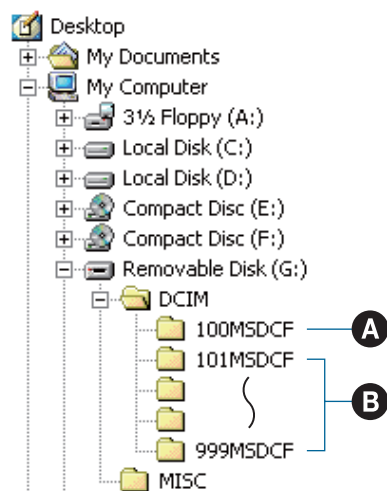 Desktop
My Documents
My Computer
3½ Floppy (A:)
Local Disk (C:)
Local Disk (D:)
Compact Disc (E:)
Compact Disc (F:)
Removable Disk (G:)
DCIM
100MSDCF A
101MSDCF
B
999MSDCF
MISC